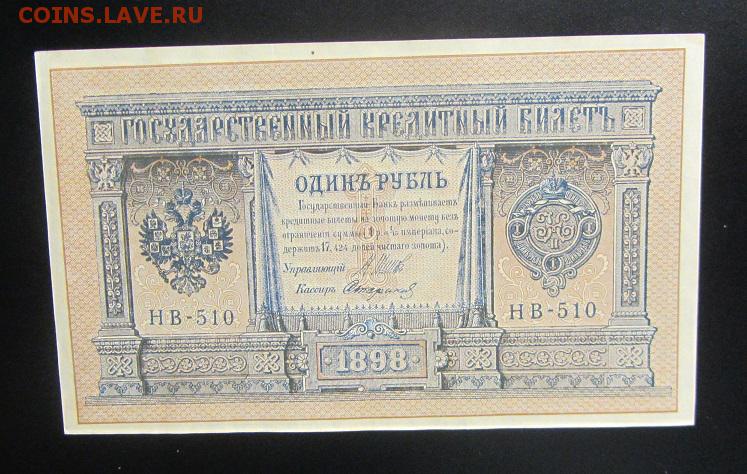 COINS.LAVE.RU
ГОСУДАРСТВЕННЫЙ КРЕДИТНЫЙ БИЛЕТЪ
ОДИНЪ РУБЛЬ
Государственный Банкъ размѣниваетъ
кредитные билеты на золотую монету безъ
ограниченія суммы (1 р. = 1/15 имперіала, со-
держитъ 17,424 долей чистаго золота).
Управляющій
Кассиръ
НВ-510
НВ-510
1898